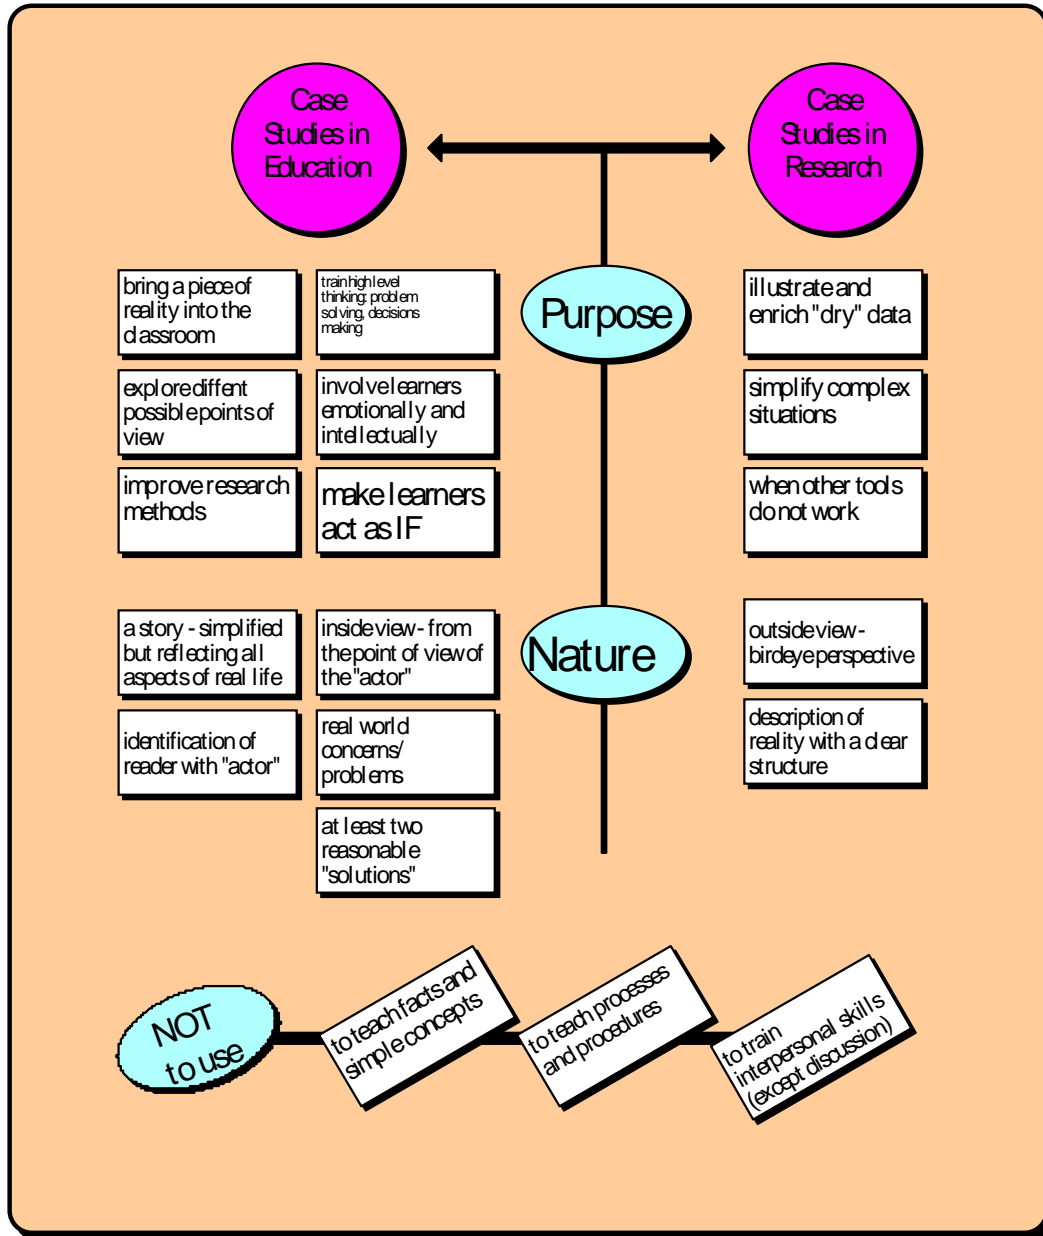 Case
Studies in
Education
Case
Studies in
Research
bring a piece of
reality into the
classroom
train high level
thinking: problem
solving, decisions
making
Purpose
illustrate and
enrich "dry" data
explore diffent
possible points of
view
involve learners
emotionally and
intellectually
simplify complex
situations
improve research
methods
make learners
act as IF
when other tools
do not work
a story - simplified
but reflecting all
aspects of real life
inside view - from
the point of view of
the "actor"
Nature
outside view -
birdeye perspective
identification of
reader with "actor"
real world
concerns/
problems
description of
reality with a clear
structure
at least two
reasonable
"solutions"
NOT
to use
to teach facts and
simple concepts
to teach processes
and procedures
to train
interpersonal skills
(except discussion)